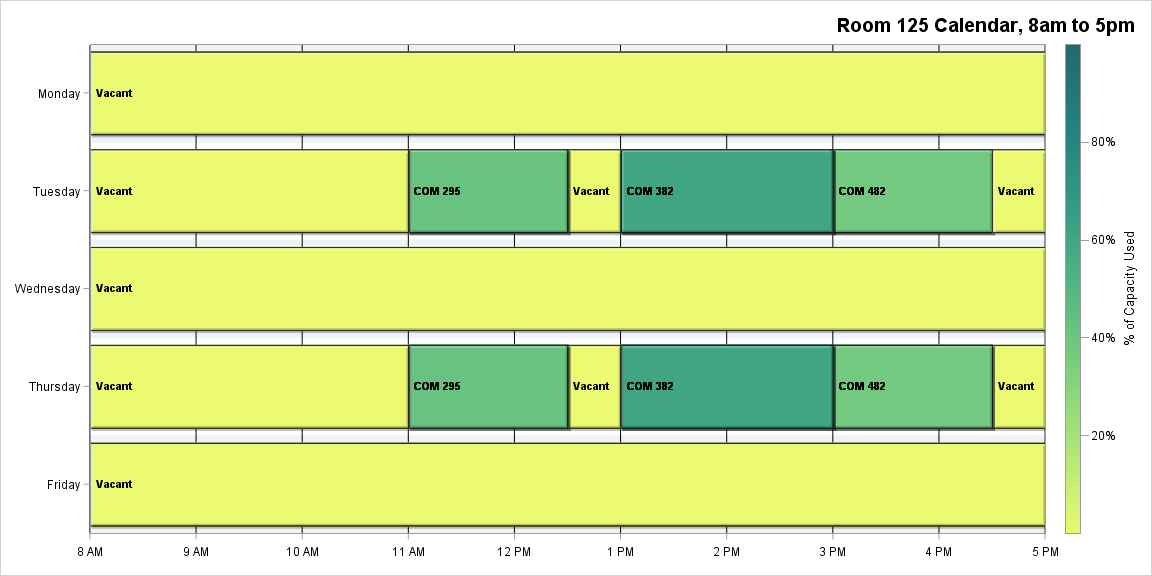 Room 125 Calendar, 8am to 5pm
Monday
Vacant
Tuesday
Vacant
COM 295
Vacant
COM 382
COM 482
Vacant
Wednesday
Vacant
Thursday
Vacant
COM 295
Vacant
COM 382
COM 482
Vacant
Friday
Vacant
8 AM
9 AM
10 AM
11 AM
12 PM
1 PM
2 PM
3 PM
4 PM
5 PM
80%
60%
40%
20%
% of Capacity Used